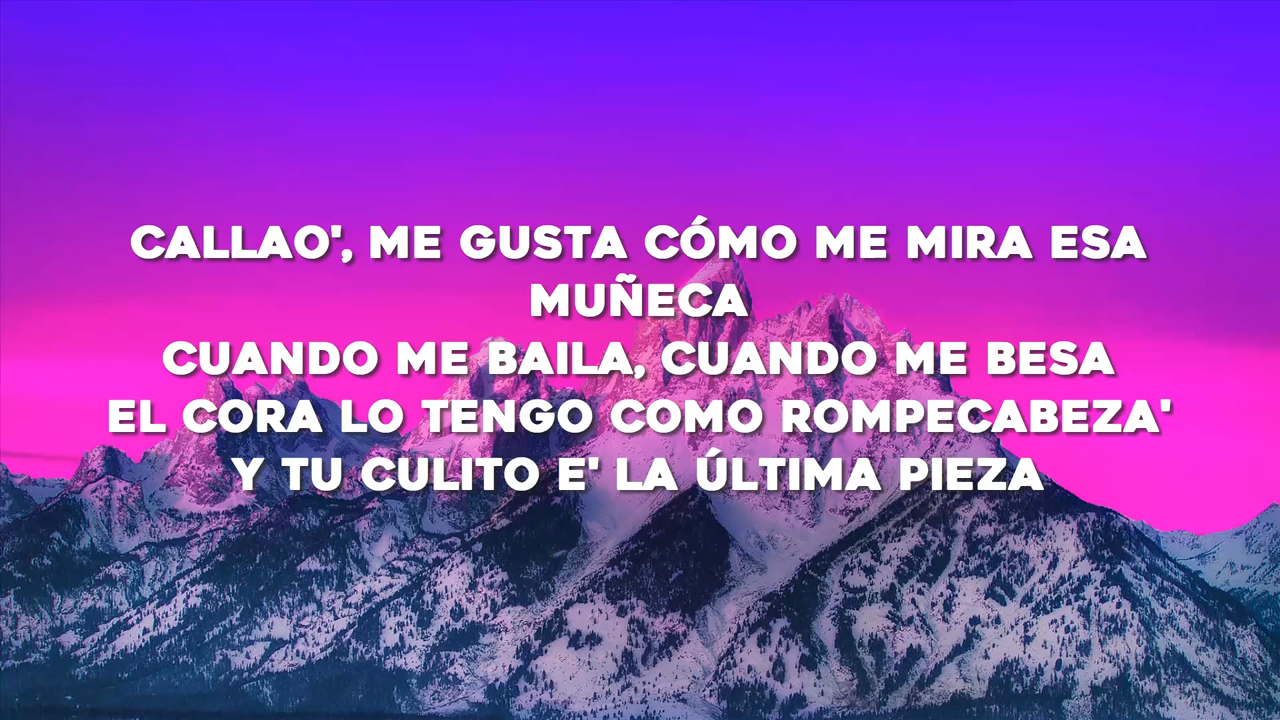 CALLAO', ME GUSTA CÓMO ME MIRA ESA
MUÑECA
CUANDO ME BAILA, CUANDO ME BESA
EL CORA LO TENGO COMO ROMPECABEZA'
Y TU CULITO E' LA ÚLTIMA PIEZA